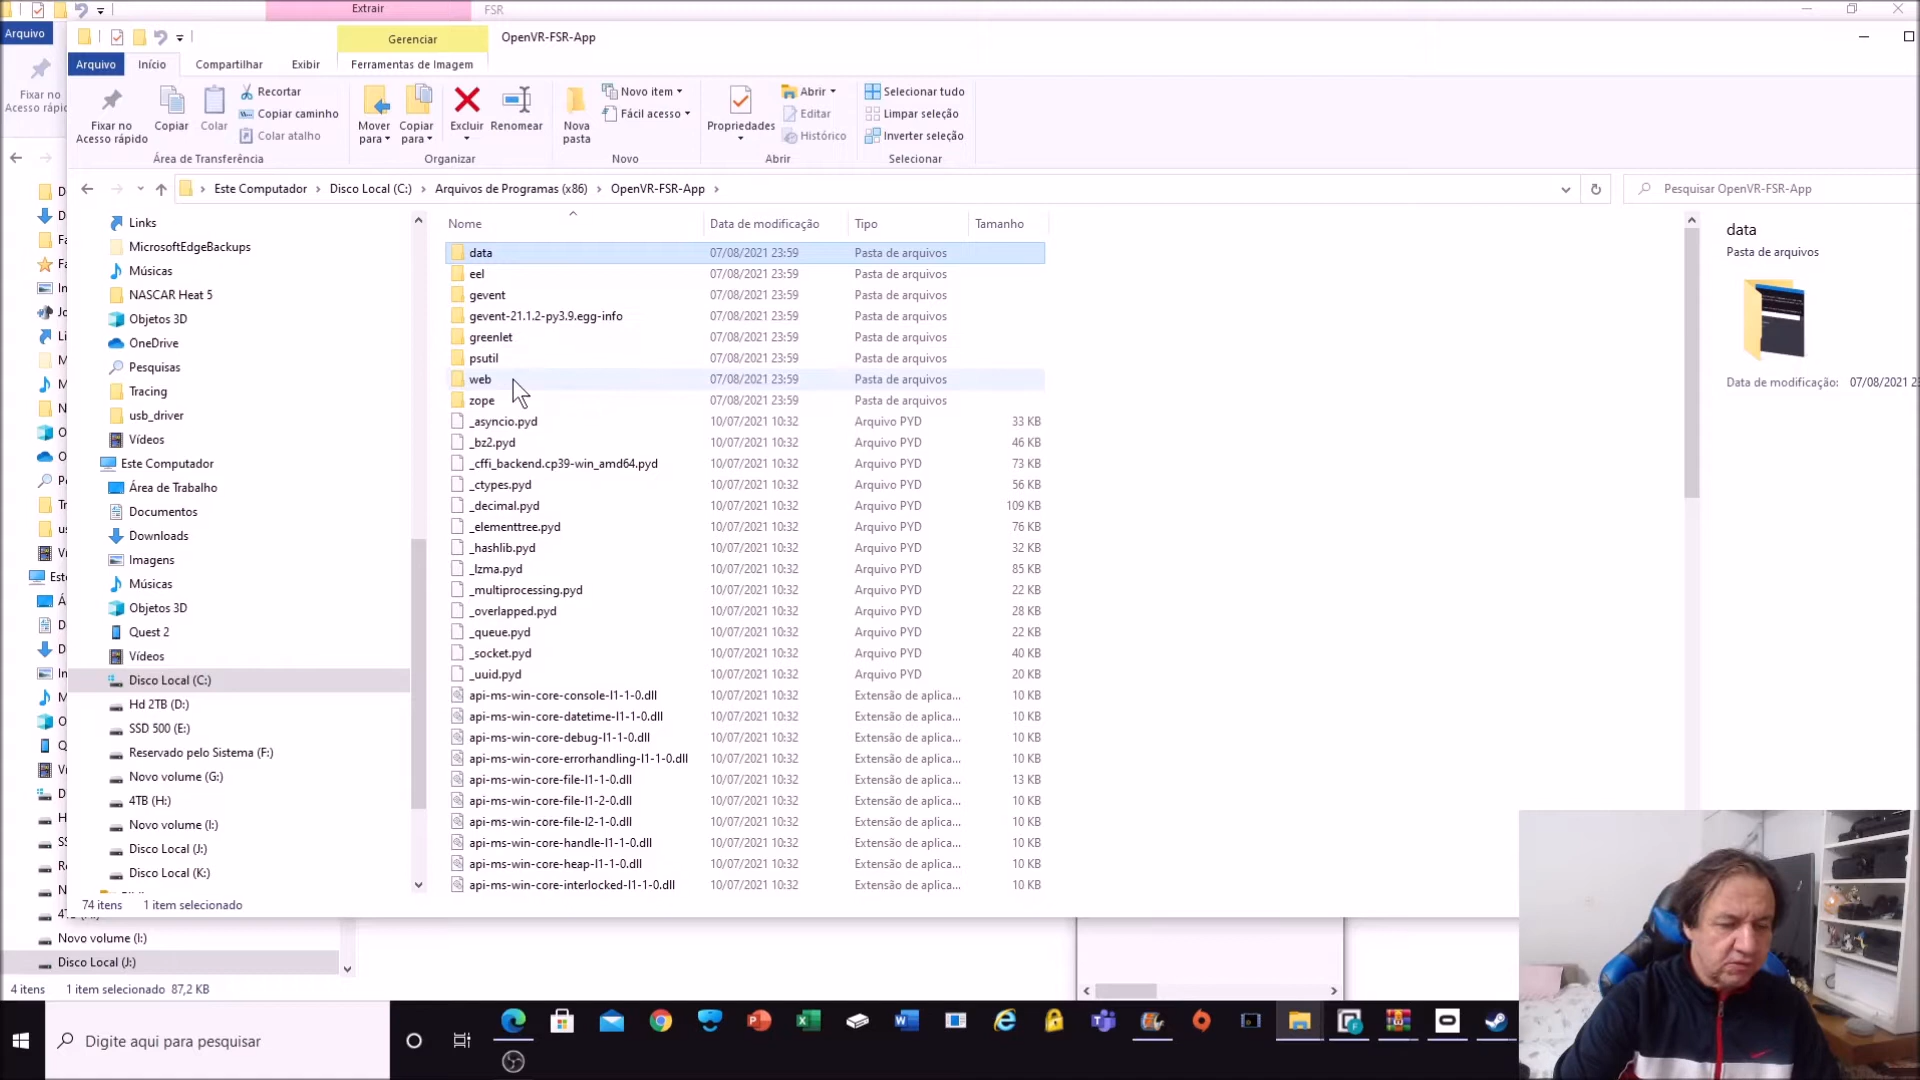 Extrair
FSR
Arquivo
Gerenciar
OpenVR-FSR-App
Arquivo
Início
Compartilhar
Exibir
Ferramentas de Imagem
Fixar no
Acesso rápido
Fixar no
Acesso rápido
Copiar
Colar
Recortar
Copiar caminho
Colar atalho
Área de Transferência
Mover
para
Copiar
para
Excluir
Renomear
Organizar
Nova
pasta
Novo item
Fácil acesso
Novo
Propriedades
Abrir
Editar
Histórico
Abrir
Selecionar tudo
Limpar seleção
Inverter seleção
Selecionar
Este Computador
Disco Local (C:)
Arquivos de Programas (x86)
OpenVR-FSR-App
Pesquisar OpenVR-FSR-App
Links
MicrosoftEdgeBackups
Músicas
NASCAR Heat 5
Objetos 3D
OneDrive
Pesquisas
Tracing
usb_driver
Vídeos
Este Computador
Área de Trabalho
Documentos
Downloads
Imagens
Músicas
Objetos 3D
Quest 2
Vídeos
Disco Local (C:)
Hd 2TB (D:)
SSD 500 (E:)
Reservado pelo Sistema (F:)
Novo volume (G:)
4TB (H:)
Novo volume (I:)
Disco Local (J:)
Disco Local (K:)
Nome Data de modificação Tipo Tamanho
data 07/08/2021 23:59 Pasta de arquivos
eel 07/08/2021 23:59 Pasta de arquivos
gevent 07/08/2021 23:59 Pasta de arquivos
gevent-21.1.2-py3.9.egg-info 07/08/2021 23:59 Pasta de arquivos
greenlet 07/08/2021 23:59 Pasta de arquivos
psutil 07/08/2021 23:59 Pasta de arquivos
web 07/08/2021 23:59 Pasta de arquivos
zope 07/08/2021 23:59 Pasta de arquivos
_asyncio.pyd 10/07/2021 10:32 Arquivo PYD 33 KB
_bz2.pyd 10/07/2021 10:32 Arquivo PYD 46 KB
_cffi_backend.cp39-win_amd64.pyd 10/07/2021 10:32 Arquivo PYD 73 KB
_ctypes.pyd 10/07/2021 10:32 Arquivo PYD 56 KB
_decimal.pyd 10/07/2021 10:32 Arquivo PYD 109 KB
_elementtree.pyd 10/07/2021 10:32 Arquivo PYD 76 KB
_hashlib.pyd 10/07/2021 10:32 Arquivo PYD 32 KB
_lzma.pyd 10/07/2021 10:32 Arquivo PYD 85 KB
_multiprocessing.pyd 10/07/2021 10:32 Arquivo PYD 22 KB
_overlapped.pyd 10/07/2021 10:32 Arquivo PYD 28 KB
_queue.pyd 10/07/2021 10:32 Arquivo PYD 22 KB
_socket.pyd 10/07/2021 10:32 Arquivo PYD 40 KB
_uuid.pyd 10/07/2021 10:32 Arquivo PYD 20 KB
api-ms-win-core-console-l1-1-0.dll 10/07/2021 10:32 Extensão de aplica... 10 KB
api-ms-win-core-datetime-l1-1-0.dll 10/07/2021 10:32 Extensão de aplica... 10 KB
api-ms-win-core-debug-l1-1-0.dll 10/07/2021 10:32 Extensão de aplica... 10 KB
api-ms-win-core-errorhandling-l1-1-0.dll 10/07/2021 10:32 Extensão de aplica... 10 KB
api-ms-win-core-file-l1-1-0.dll 10/07/2021 10:32 Extensão de aplica... 13 KB
api-ms-win-core-file-l1-2-0.dll 10/07/2021 10:32 Extensão de aplica... 10 KB
api-ms-win-core-file-l2-1-0.dll 10/07/2021 10:32 Extensão de aplica... 10 KB
api-ms-win-core-handle-l1-1-0.dll 10/07/2021 10:32 Extensão de aplica... 10 KB
api-ms-win-core-heap-l1-1-0.dll 10/07/2021 10:32 Extensão de aplica... 10 KB
api-ms-win-core-interlocked-l1-1-0.dll 10/07/2021 10:32 Extensão de aplica... 10 KB
data
Pasta de arquivos
Data de modificação: 07/08/2021 2
74 itens 1 item selecionado
Novo volume (I:)
Disco Local (J:)
4 itens 1 item selecionado 87,2 KB
Digite aqui para pesquisar